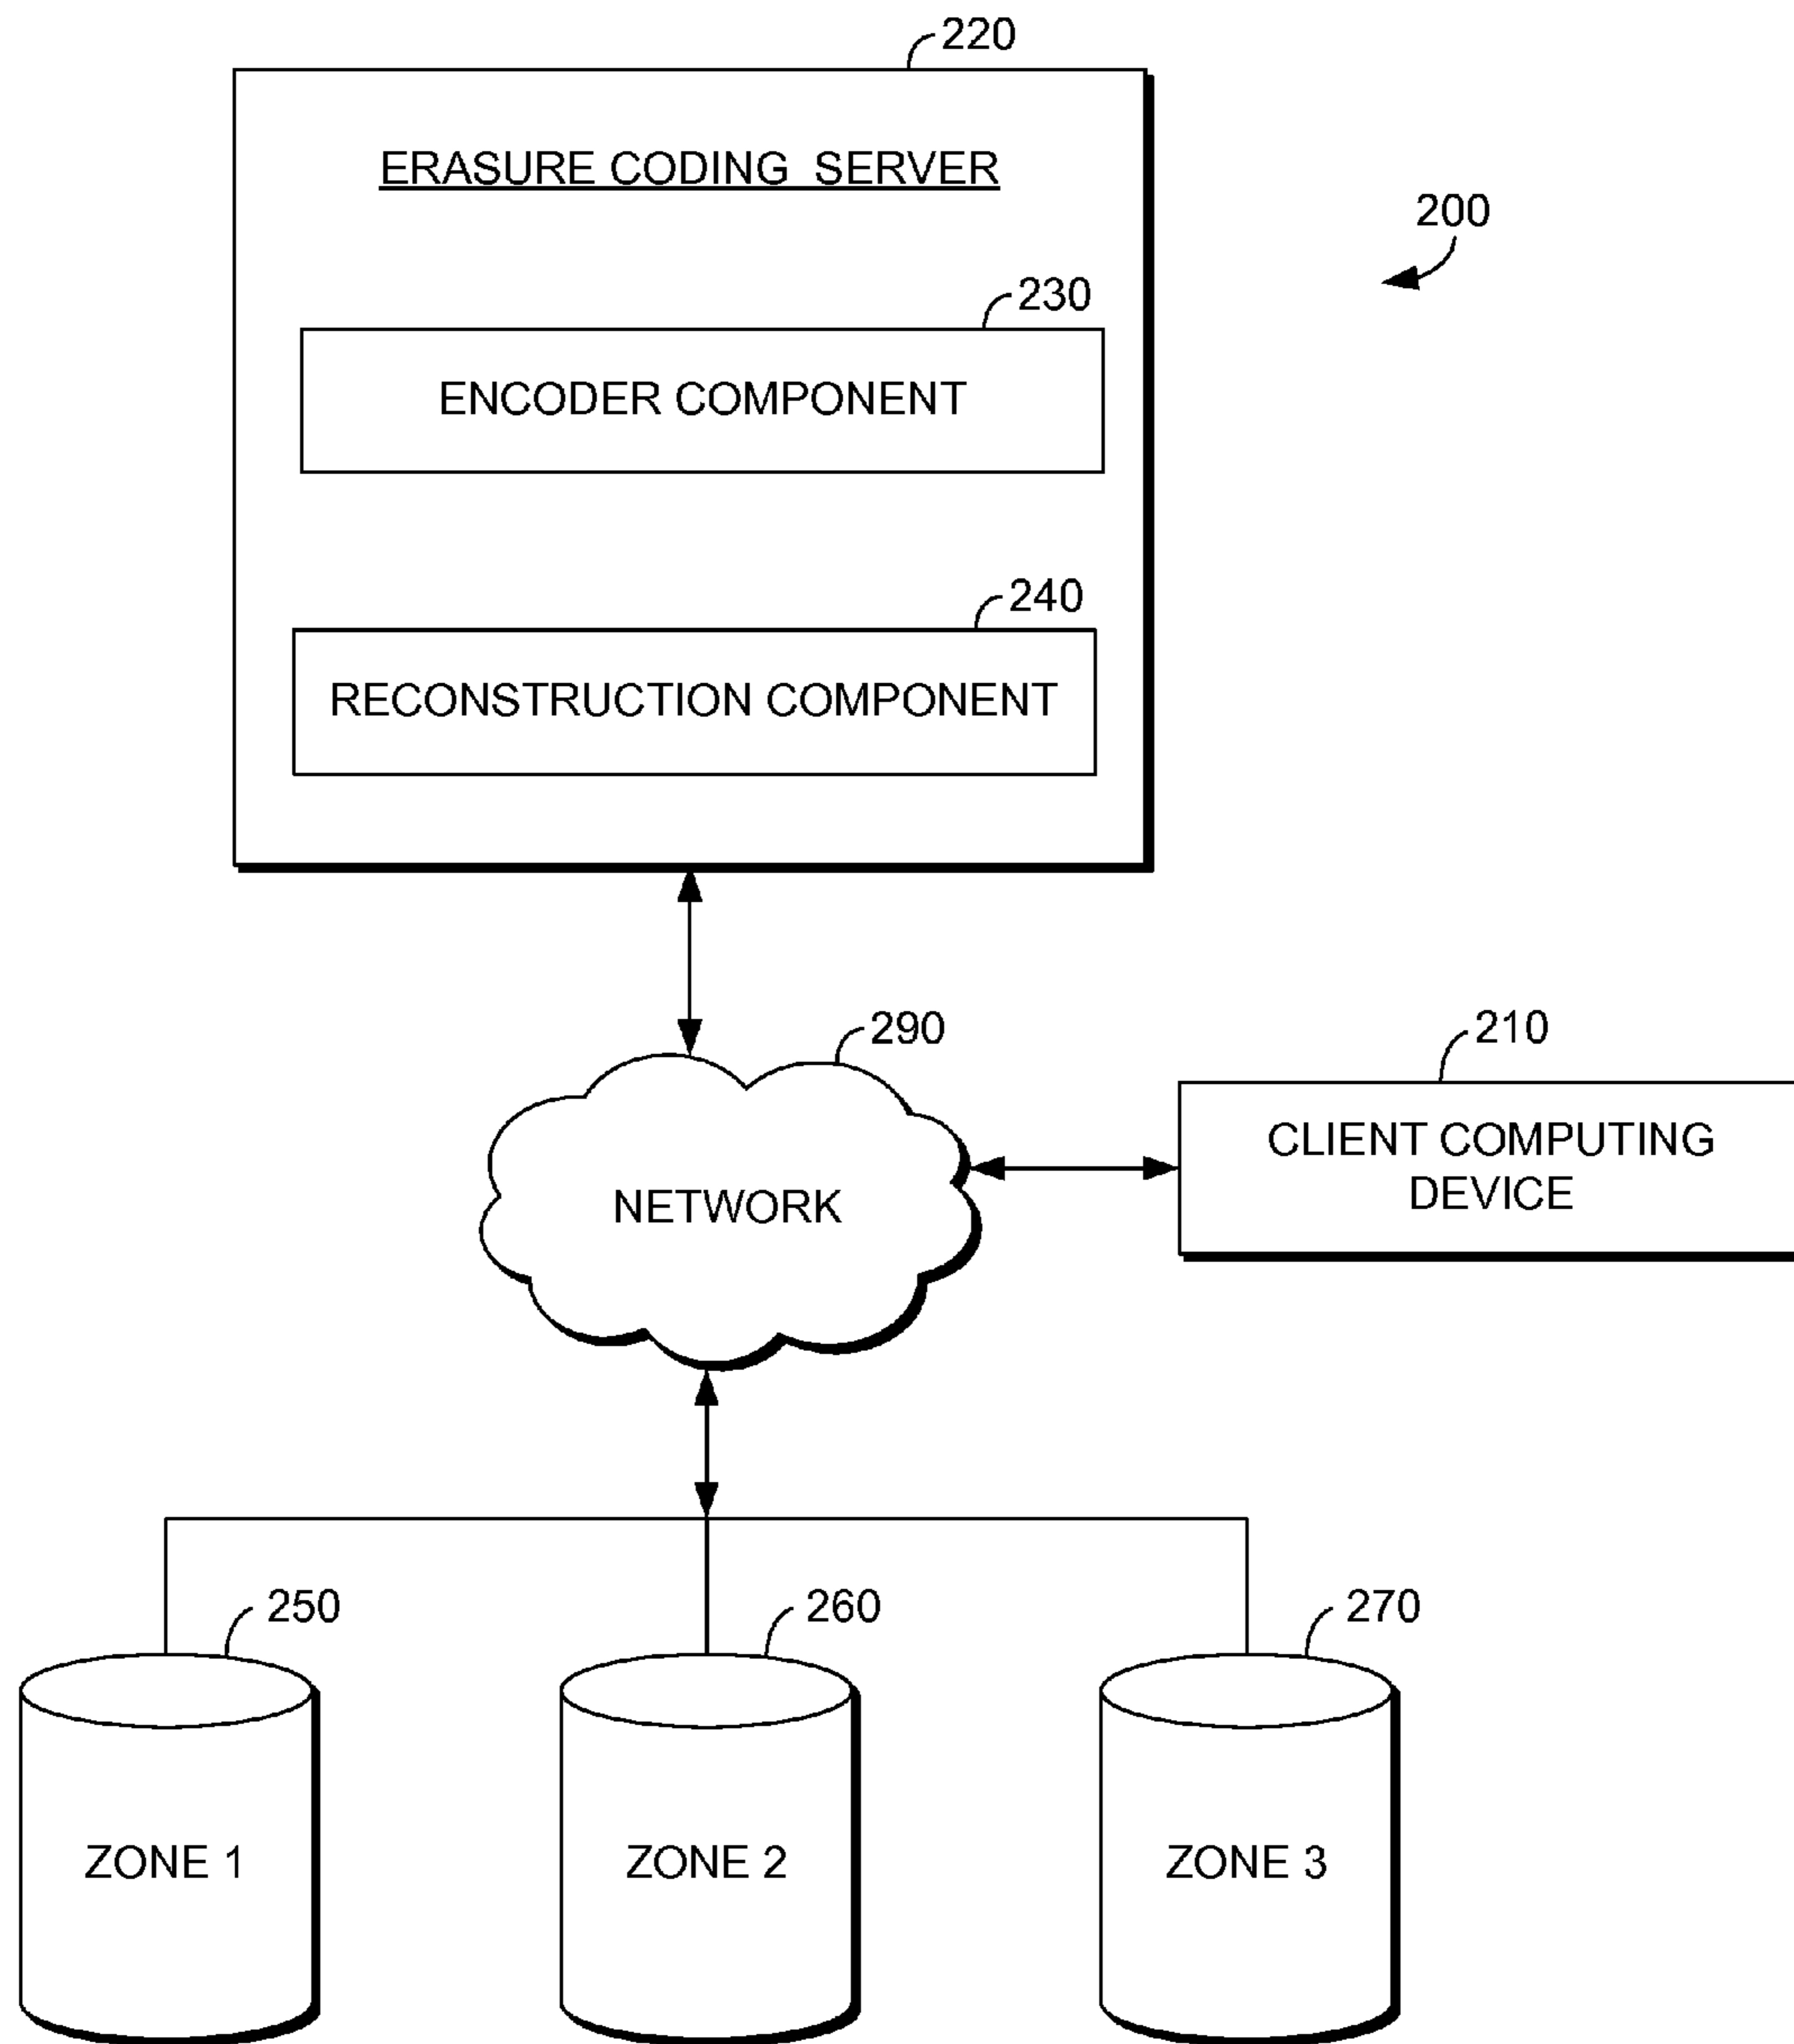 220
ERASURE CODING SERVER
200
230
ENCODER COMPONENT
240
RECONSTRUCTION COMPONENT
290
NETWORK
210
CLIENT COMPUTING
DEVICE
250
ZONE 1
260
ZONE 2
270
ZONE 3